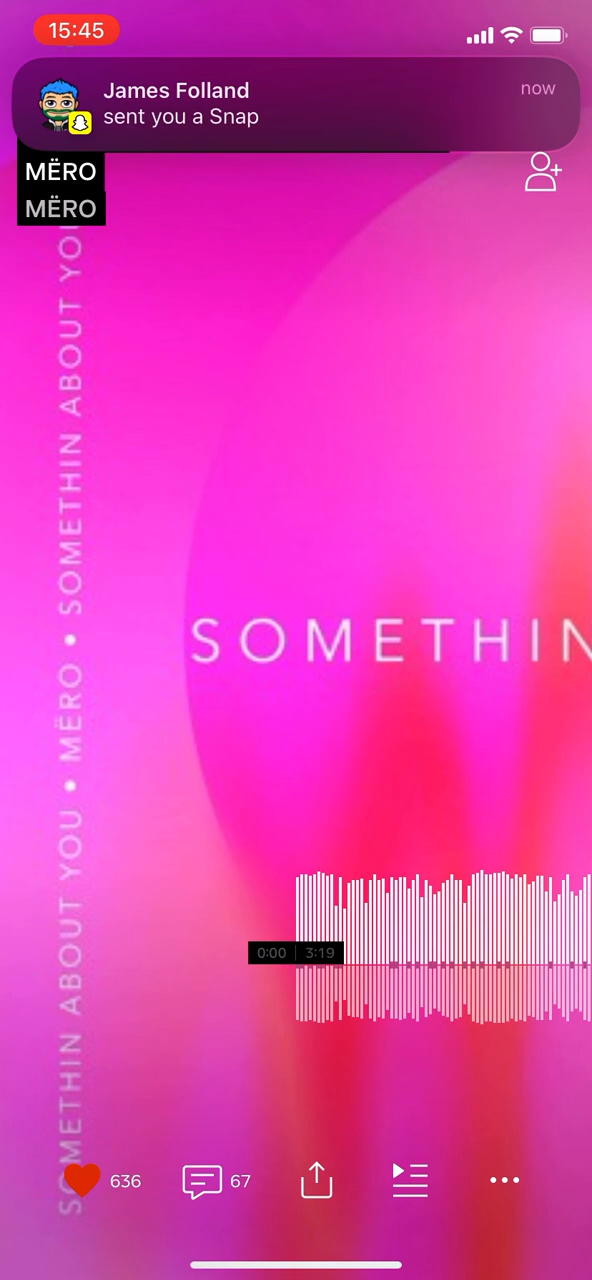 15:45
James Folland
now
sent you a Snap
MËRO
MËRO
SOMETHIN ABOUT YOU • MËRO • SOMETHIN ABOUT YOU
SOMETHIN
0:00 | 3:19
636
67